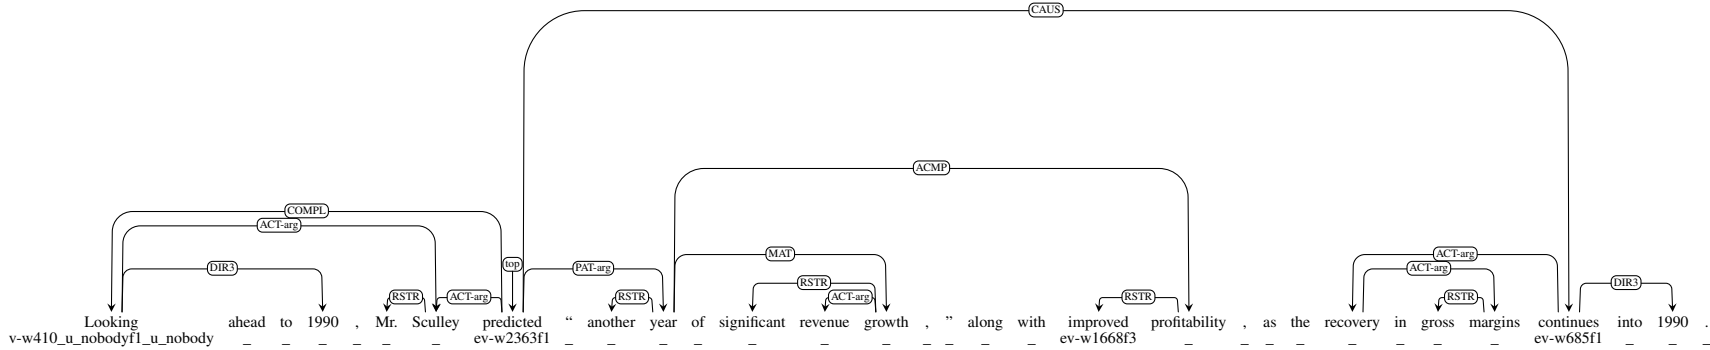 CAUS
ACMP
COMPL
ACT-arg
MAT ACT-arg
DIR3 top PAT-arg ACT-arg
RSTR DIR3
RSTR ACT-arg RSTR ACT-arg RSTR RSTR
Looking ahead to 1990 , Mr. Sculley predicted “ another year of significant revenue growth , ” along with improved profitability , as the recovery in gross margins continues into 1990 .
v-w410_u_nobodyf1_u_nobody _ _ _ _ _ _ ev-w2363f1 _ _ _ _ _ _ _ _ _ _ _ ev-w1668f3 _ _ _ _ _ _ _ _ ev-w685f1 _ _ _